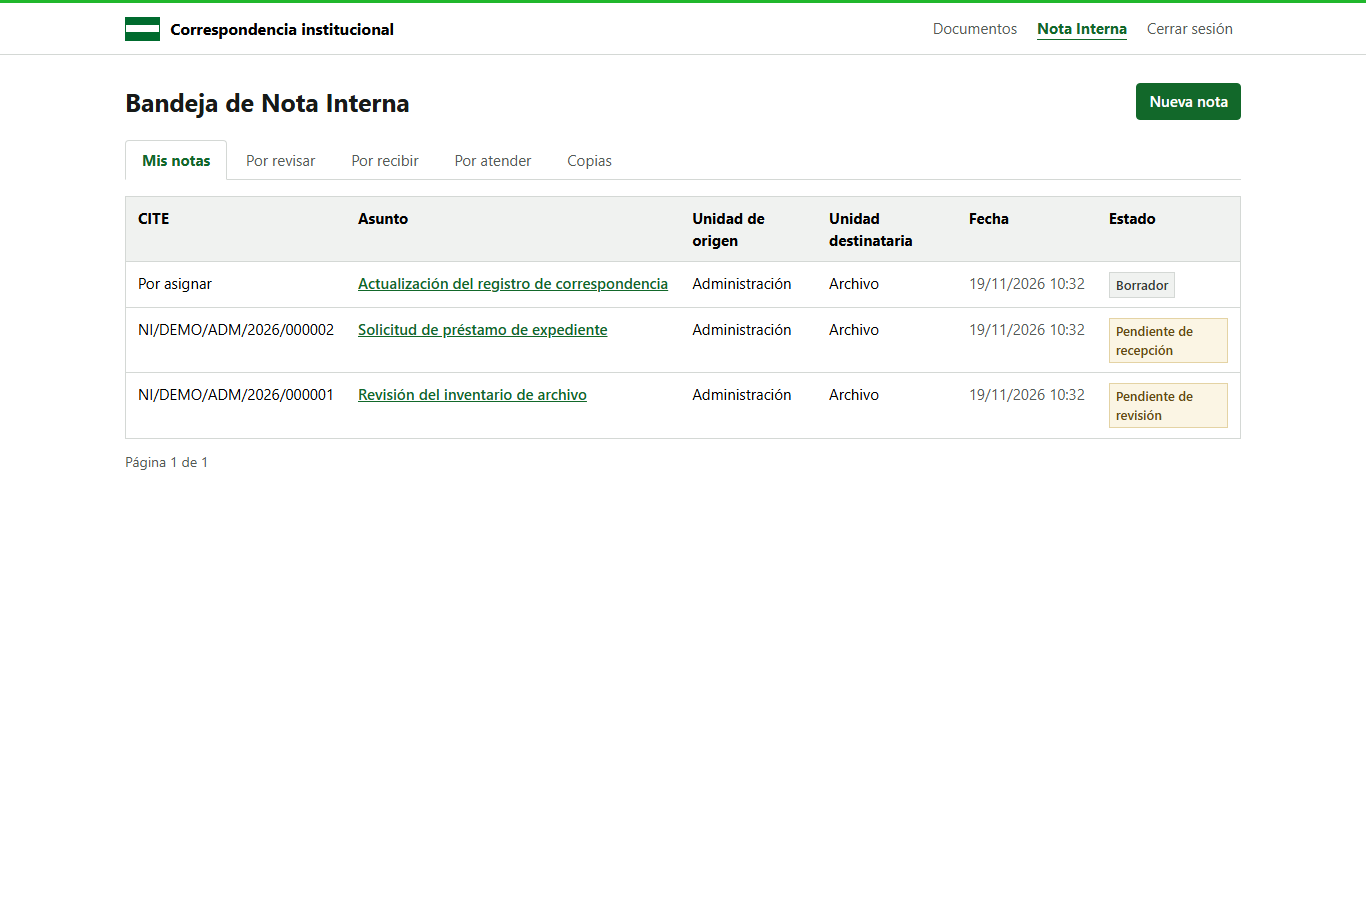 Correspondencia institucional
Documentos Nota Interna Cerrar sesión
Bandeja de Nota Interna
Nueva nota
Mis notas Por revisar Por recibir Por atender Copias
CITE Asunto Unidad de origen Unidad destinataria Fecha Estado
Por asignar Actualización del registro de correspondencia Administración Archivo 19/11/2026 10:32 Borrador
NI/DEMO/ADM/2026/000002 Solicitud de préstamo de expediente Administración Archivo 19/11/2026 10:32 Pendiente de recepción
NI/DEMO/ADM/2026/000001 Revisión del inventario de archivo Administración Archivo 19/11/2026 10:32 Pendiente de revisión
Página 1 de 1